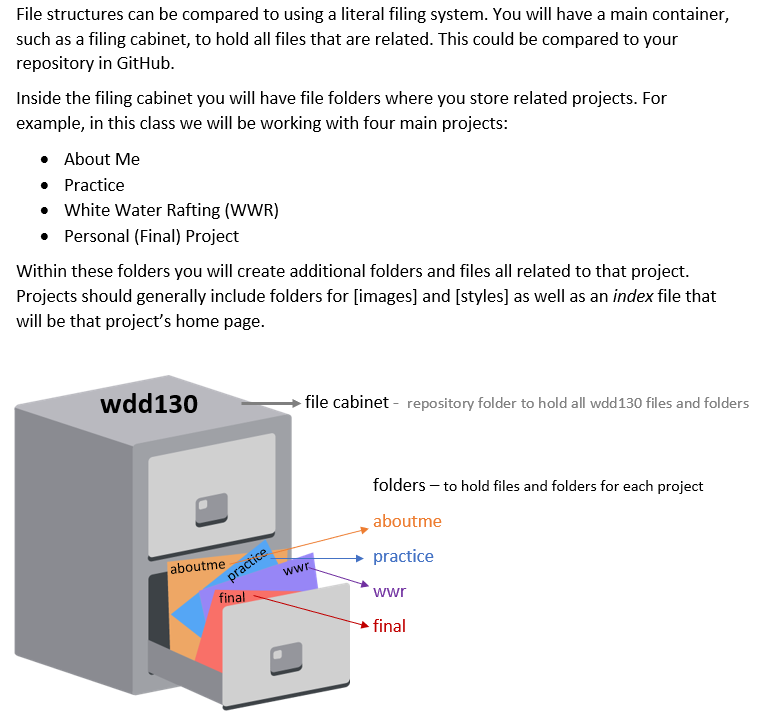 File structures can be compared to using a literal filing system. You will have a main container,
such as a filing cabinet, to hold all files that are related. This could be compared to your
repository in GitHub.
Inside the filing cabinet you will have file folders where you store related projects. For
example, in this class we will be working with four main projects:
• About Me
• Practice
• White Water Rafting (WWR)
• Personal (Final) Project
Within these folders you will create additional folders and files all related to that project.
Projects should generally include folders for [images] and [styles] as well as an index file that
will be that project’s home page.
wdd130
file cabinet - repository folder to hold all wdd130 files and folders
folders – to hold files and folders for each project
aboutme
practice
wwr
final
aboutme
practice
wwr
final